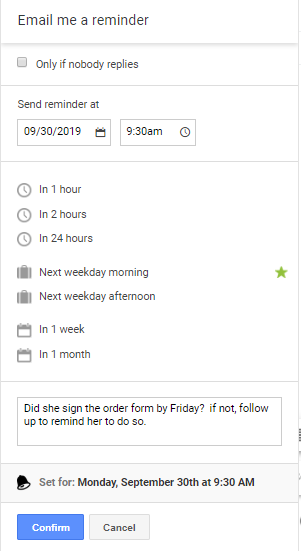 Email me a reminder
Only if nobody replies
Send reminder at
09/30/2019 9:30am
In 1 hour
In 2 hours
In 24 hours
Next weekday morning
Next weekday afternoon
In 1 week
In 1 month
Did she sign the order form by Friday?  if not, follow
up to remind her to do so.
Set for: Monday, September 30th at 9:30 AM
Confirm Cancel